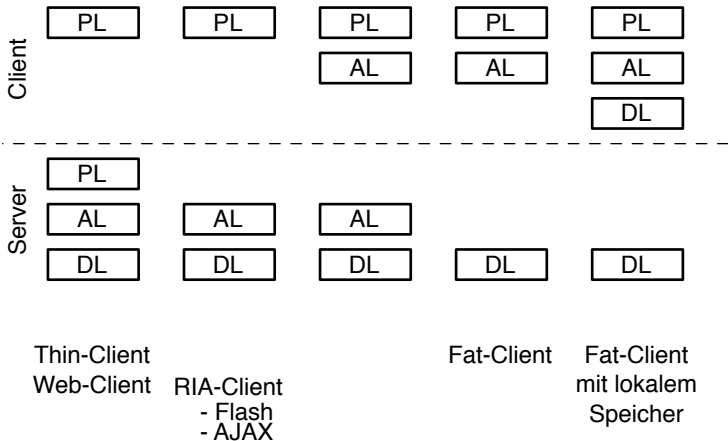 Client
PL PL PL PL PL
AL AL AL
DL
Server
PL
AL AL AL
DL DL DL DL DL
Thin-Client
Web-Client
RIA-Client
- Flash
- AJAX
Fat-Client
Fat-Client
mit lokalem
Speicher